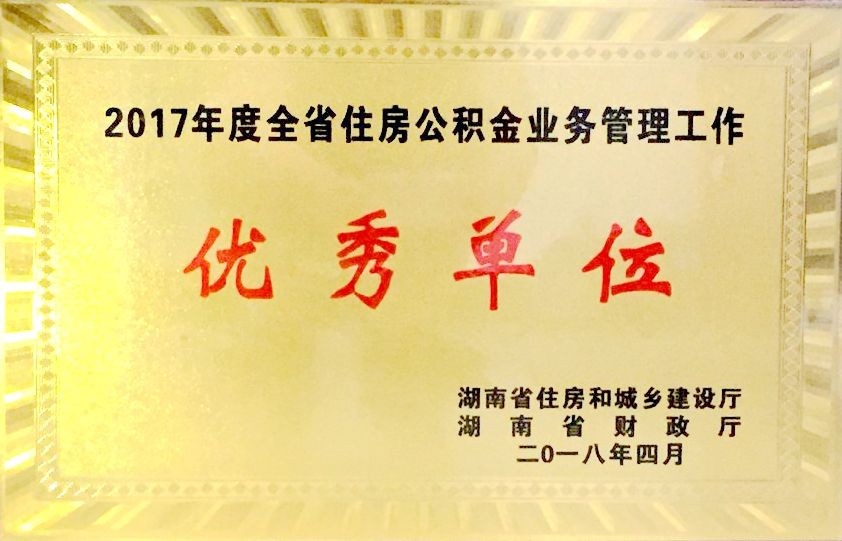 2017年度全省住房公积金业务管理工作
优秀单位
湖南省住房和城乡建设厅
湖南省财政厅
二0一八年四月